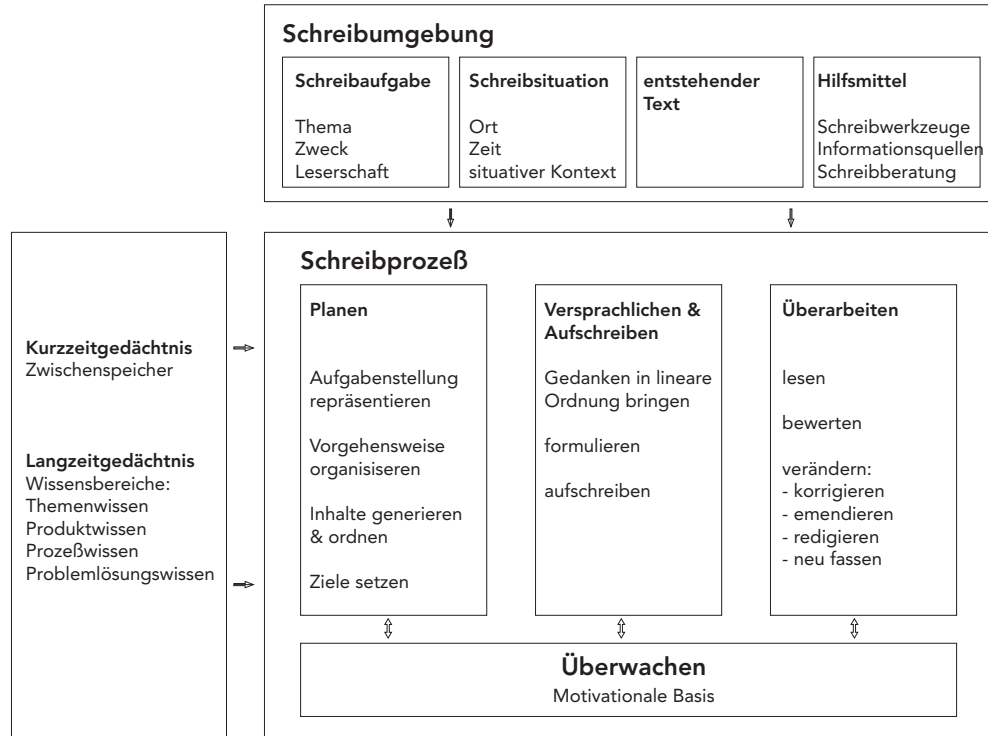 Schreibumgebung
Schreibaufgabe
Thema
Zweck
Leserschaft
Schreibsituation
Ort
Zeit
situativer Kontext
entstehender
Text
Hilfsmittel
Schreibwerkzeuge
Informationsquellen
Schreibberatung
Kurzzeitgedächtnis
Zwischenspeicher
Langzeitgedächtnis
Wissensbereiche:
Themenwissen
Produktwissen
Prozeßwissen
Problemlösungswissen
Schreibprozeß
Planen
Aufgabenstellung
repräsentieren
Vorgehensweise
organisiseren
Inhalte generieren
& ordnen
Ziele setzen
Versprachlichen &
Aufschreiben
Gedanken in lineare
Ordnung bringen
formulieren
aufschreiben
Überarbeiten
lesen
bewerten
verändern:
- korrigieren
- emendieren
- redigieren
- neu fassen
Überwachen
Motivationale Basis